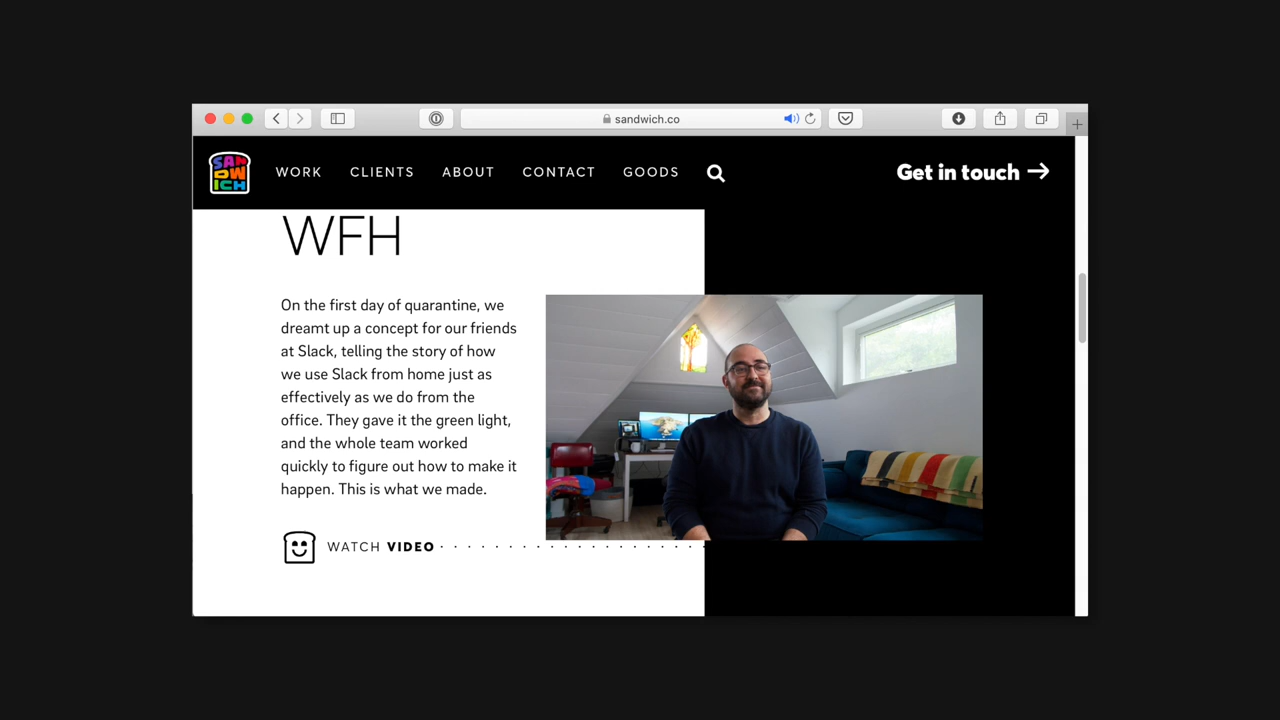 sandwich.co
SANDWICH
WORK CLIENTS ABOUT CONTACT GOODS
Get in touch
WFH
On the first day of quarantine, we
dreamt up a concept for our friends
at Slack, telling the story of how
we use Slack from home just as
effectively as we do from the
office. They gave it the green light,
and the whole team worked
quickly to figure out how to make it
happen. This is what we made.
WATCH VIDEO